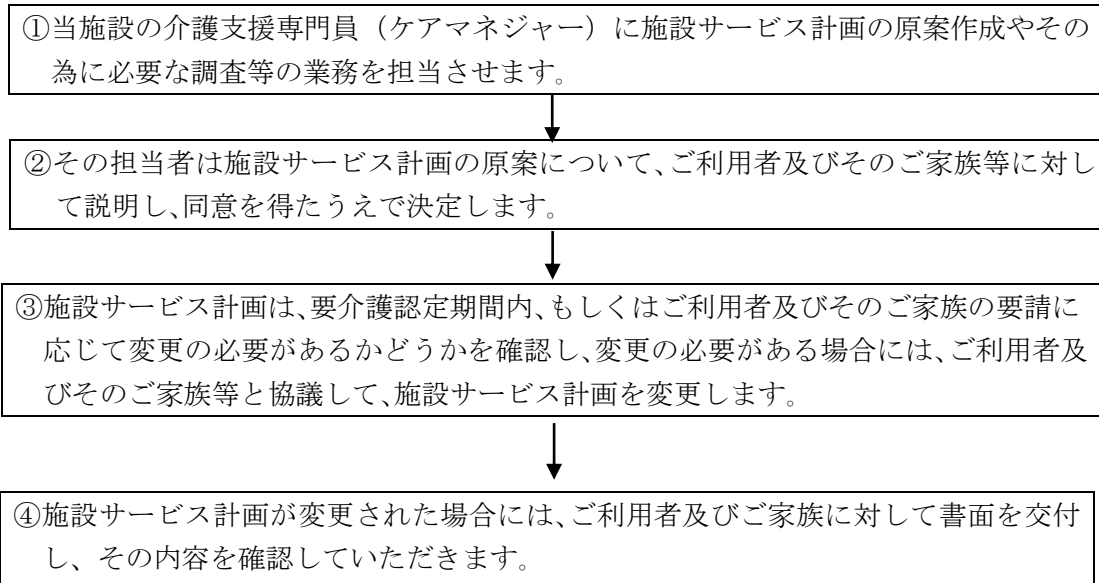 ①当施設の介護支援専門員（ケアマネジャー）に施設サービス計画の原案作成やその
為に必要な調査等の業務を担当させます。
②その担当者は施設サービス計画の原案について、ご利用者及びそのご家族等に対し
て説明し、同意を得たうえで決定します。
③施設サービス計画は、要介護認定期間内、もしくはご利用者及びそのご家族の要請に
応じて変更の必要があるかどうかを確認し、変更の必要がある場合には、ご利用者及
びそのご家族等と協議して、施設サービス計画を変更します。
④施設サービス計画が変更された場合には、ご利用者及びご家族に対して書面を交付
し、その内容を確認していただきます。